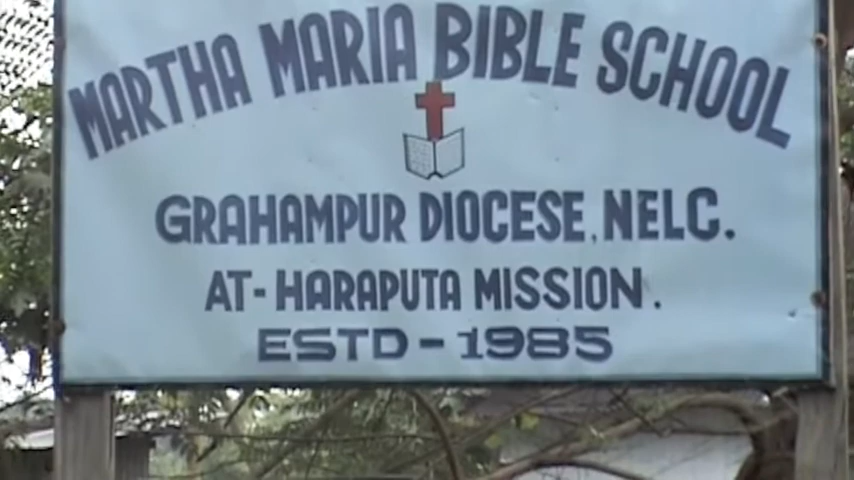 MARTHA MARIA BIBLE SCHOOL
GRAHAMPUR DIOCESE, NELC.
AT- HARAPUTA MISSION.
ESTD-1985